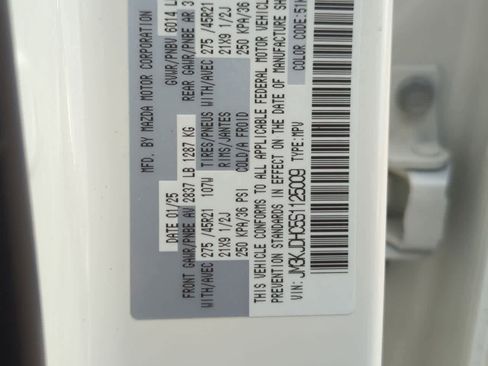 MFD. BY MAZDA MOTOR CORPORATION
DATE 01/25 GVWR/PNBV 6014 L
FRONT GAWR/PNBE AV 2837 LB 1287 KG REAR GAWR/PNBE AR 3
WITH/AVEC 275 /45R21 107W TIRES/PNEUS WITH/AVEC 275 /45R21
21X9 1/2J RIMS/JANTES 21X9 1/2J
250 KPA/36 PSI COLD/A FROID 250 KPA/36
THIS VEHICLE CONFORMS TO ALL APPLICABLE FEDERAL MOTOR VEHICLE
PREVENTION STANDARDS IN EFFECT ON THE DATE OF MANUFACTURE SH
VIN: JM3KJDHC5S1125009 TYPE: MPV COLOR CODE: 51